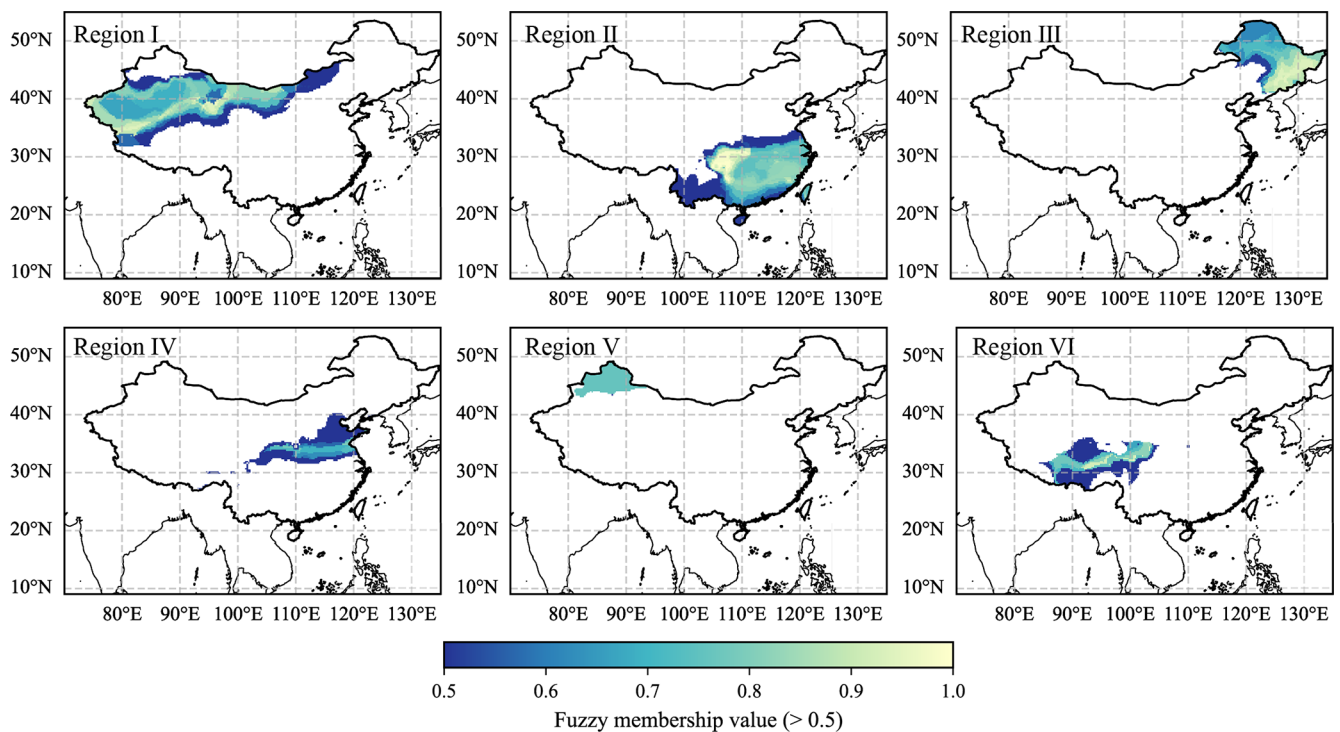 Region I
Region II
Region III
50°N
50°N
50°N
40°N
40°N
40°N
30°N
30°N
30°N
20°N
20°N
20°N
10°N
10°N
10°N
80°E 90°E 100°E 110°E 120°E 130°E
80°E 90°E 100°E 110°E 120°E 130°E
80°E 90°E 100°E 110°E 120°E 130°E
Region IV
Region V
Region VI
50°N
50°N
50°N
40°N
40°N
40°N
30°N
30°N
30°N
20°N
20°N
20°N
10°N
10°N
10°N
80°E 90°E 100°E 110°E 120°E 130°E
80°E 90°E 100°E 110°E 120°E 130°E
80°E 90°E 100°E 110°E 120°E 130°E
0.5 0.6 0.7 0.8 0.9 1.0
Fuzzy membership value (> 0.5)